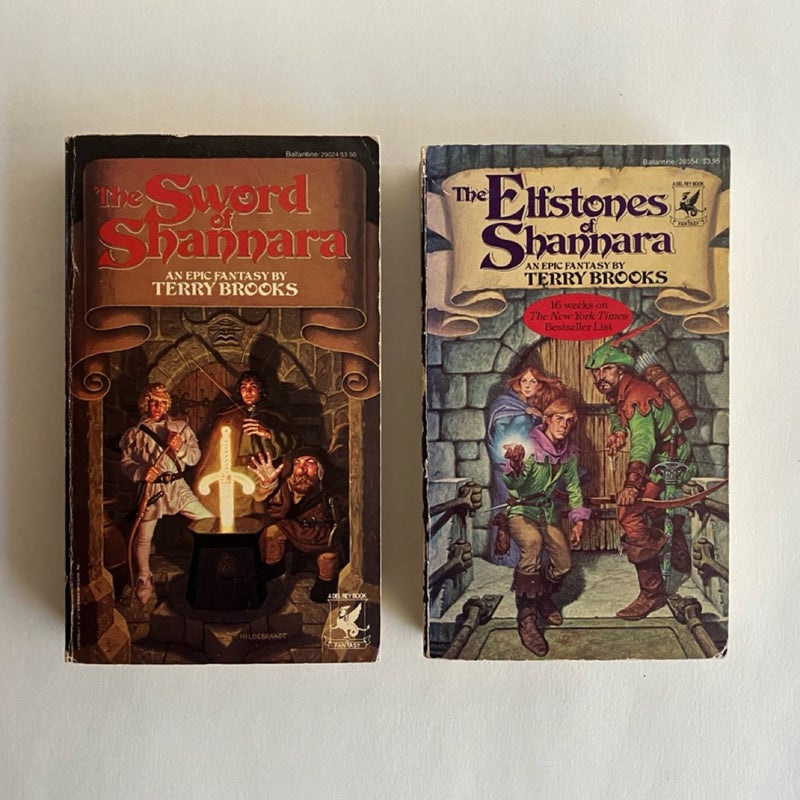 Ballantine/29024/$3.50
The Sword
of
Shannara
AN EPIC FANTASY BY
TERRY BROOKS
HILDEBRANDT
A DEL REY BOOK
FANTASY
Ballantine/28554/$3.95
The Elfstones
of
Shannara
AN EPIC FANTASY BY
TERRY BROOKS
A DEL REY BOOK
FANTASY
16 weeks on
The New York Times
Bestseller List